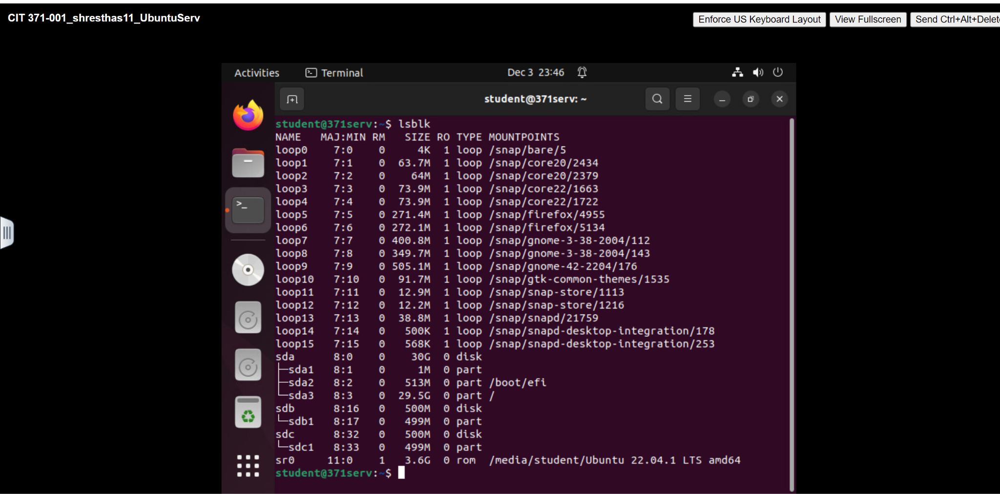 CIT 371-001_shresthas11_UbuntuServ
Enforce US Keyboard Layout View Fullscreen Send Ctrl+Alt+Delet
Activities Terminal Dec 3 23:46
student@371serv: ~
student@371serv:~$ lsblk
NAME MAJ:MIN RM SIZE RO TYPE MOUNTPOINTS
loop0 7:0 0 4K 1 loop /snap/bare/5
loop1 7:1 0 63.7M 1 loop /snap/core20/2434
loop2 7:2 0 64M 1 loop /snap/core20/2379
loop3 7:3 0 73.9M 1 loop /snap/core22/1663
loop4 7:4 0 73.9M 1 loop /snap/core22/1722
loop5 7:5 0 271.4M 1 loop /snap/firefox/4955
loop6 7:6 0 272.1M 1 loop /snap/firefox/5134
loop7 7:7 0 400.8M 1 loop /snap/gnome-3-38-2004/112
loop8 7:8 0 349.7M 1 loop /snap/gnome-3-38-2004/143
loop9 7:9 0 505.1M 1 loop /snap/gnome-42-2204/176
loop10 7:10 0 91.7M 1 loop /snap/gtk-common-themes/1535
loop11 7:11 0 12.9M 1 loop /snap/snap-store/1113
loop12 7:12 0 12.2M 1 loop /snap/snap-store/1216
loop13 7:13 0 38.8M 1 loop /snap/snapd/21759
loop14 7:14 0 500K 1 loop /snap/snapd-desktop-integration/178
loop15 7:15 0 568K 1 loop /snap/snapd-desktop-integration/253
sda 8:0 0 30G 0 disk
├─sda1 8:1 0 1M 0 part
├─sda2 8:2 0 513M 0 part /boot/efi
└─sda3 8:3 0 29.5G 0 part /
sdb 8:16 0 500M 0 disk
└─sdb1 8:17 0 499M 0 part
sdc 8:32 0 500M 0 disk
└─sdc1 8:33 0 499M 0 part
sr0 11:0 1 3.6G 0 rom /media/student/Ubuntu 22.04.1 LTS amd64
student@371serv:~$